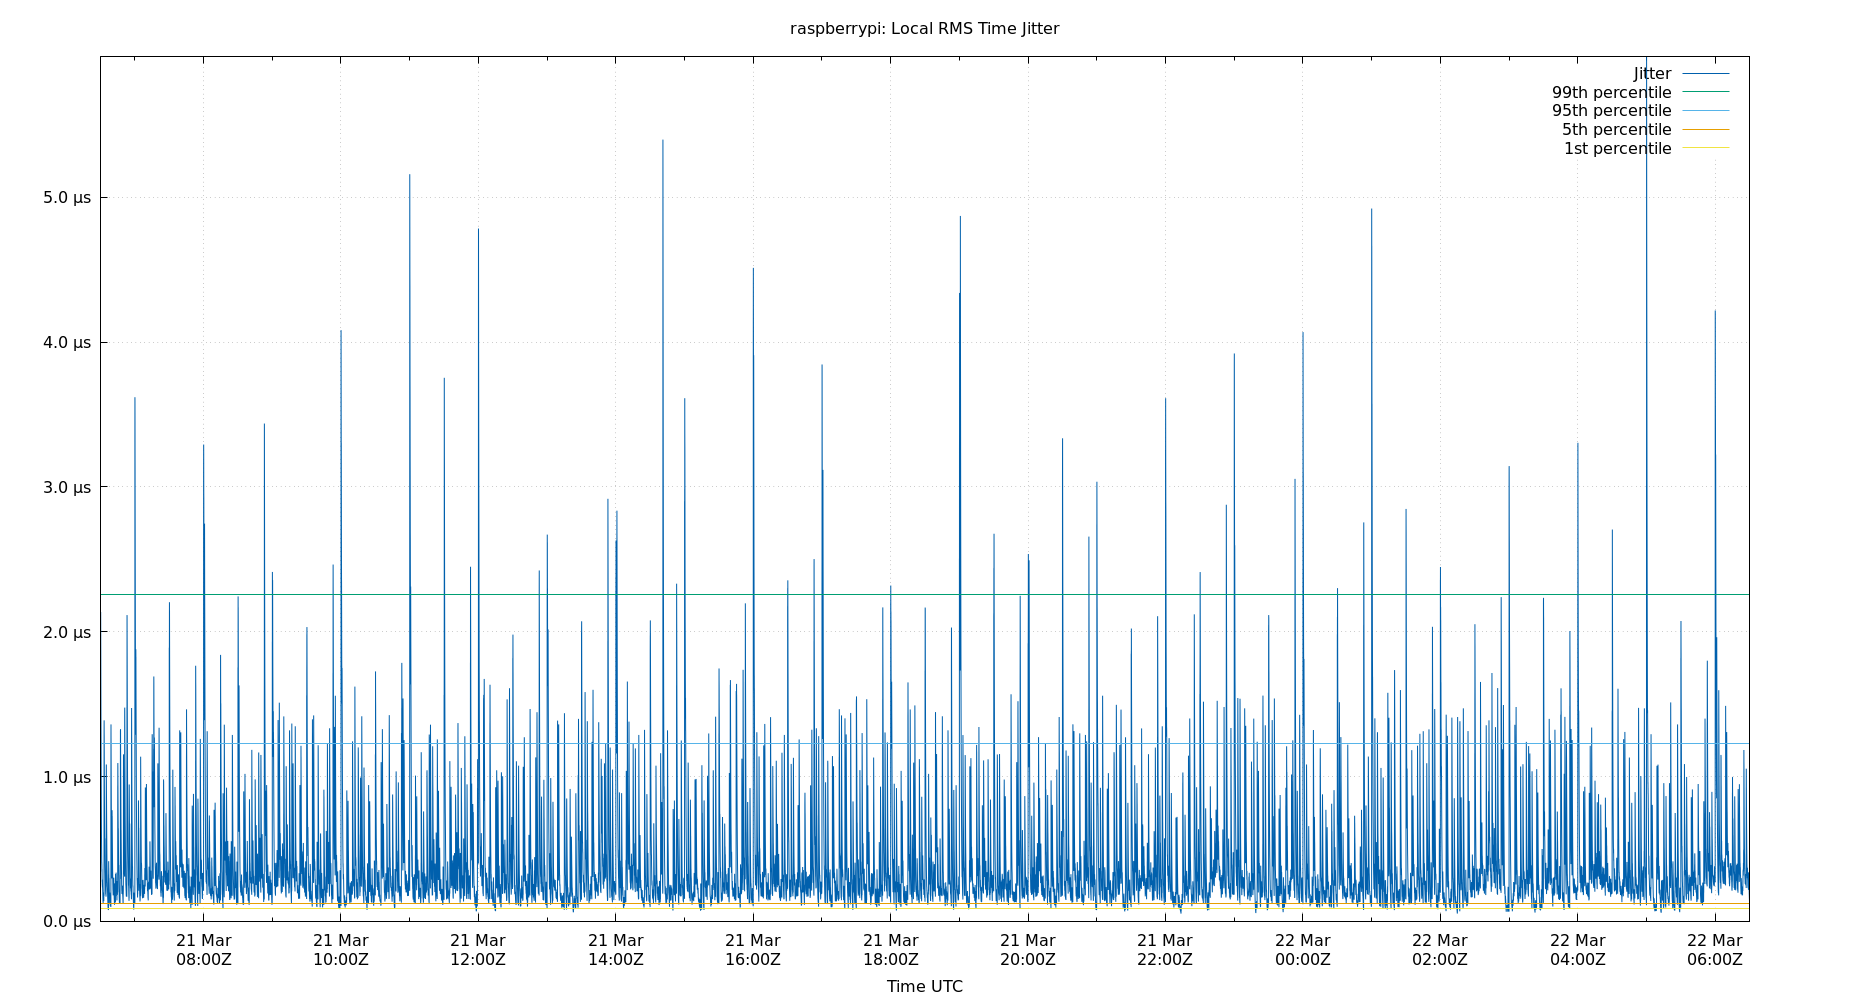 raspberrypi: Local RMS Time Jitter
Jitter
99th percentile
95th percentile
5th percentile
1st percentile
5.0 µs
4.0 µs
3.0 µs
2.0 µs
1.0 µs
0.0 µs
21 Mar 21 Mar 21 Mar 21 Mar 21 Mar 21 Mar 21 Mar 21 Mar 22 Mar 22 Mar 22 Mar 22 Mar
08:00Z 10:00Z 12:00Z 14:00Z 16:00Z 18:00Z 20:00Z 22:00Z 00:00Z 02:00Z 04:00Z 06:00Z
Time UTC